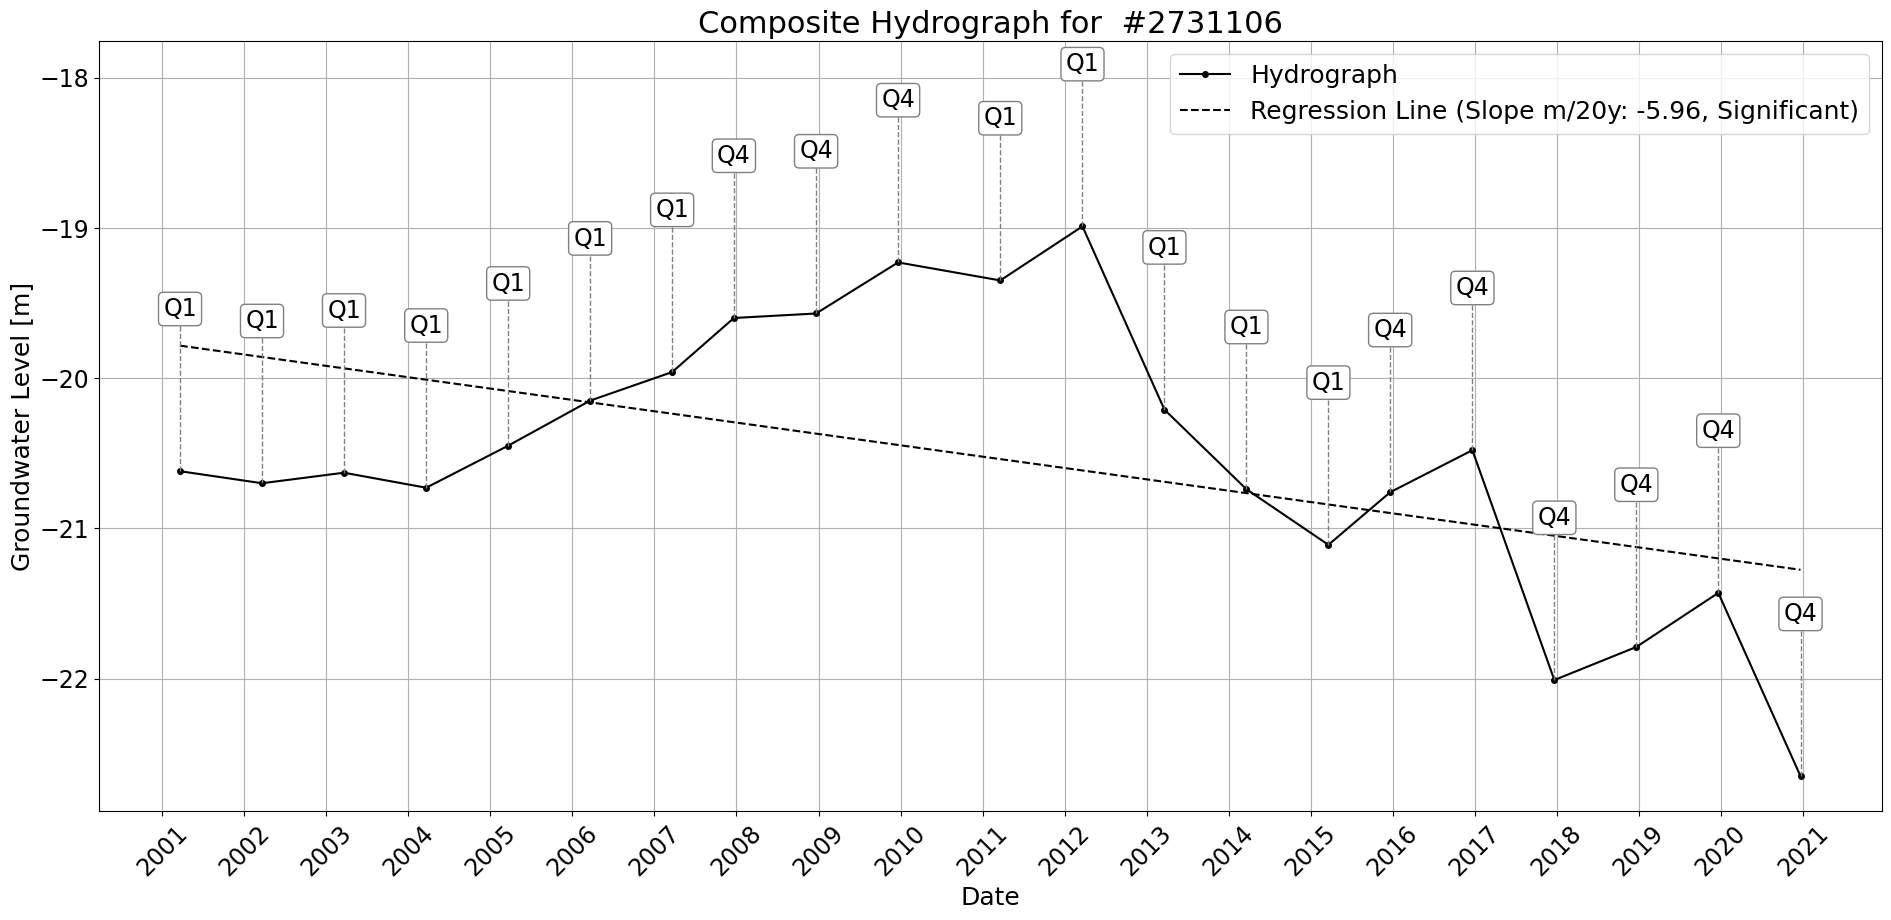 Composite Hydrograph for  #2731106
Hydrograph
Regression Line (Slope m/20y: -5.96, Significant)
Groundwater Level [m]
−18
−19
−20
−21
−22
Q1
Q1
Q1
Q1
Q1
Q1
Q1
Q4
Q4
Q4
Q1
Q1
Q1
Q1
Q1
Q4
Q4
Q4
Q4
Q4
Q4
2001
2002
2003
2004
2005
2006
2007
2008
2009
2010
2011
2012
2013
2014
2015
2016
2017
2018
2019
2020
2021
Date